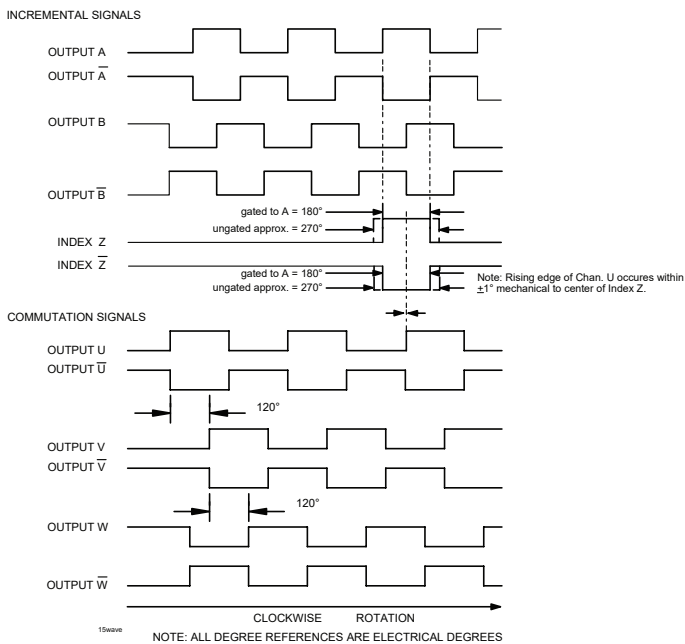 INCREMENTAL SIGNALS
OUTPUT A
OUTPUT A̅
OUTPUT B
OUTPUT B̅
gated to A = 180°
ungated approx. = 270°
INDEX Z
INDEX Z̅
gated to A = 180°
ungated approx. = 270°
Note: Rising edge of Chan. U occures within
±1° mechanical to center of Index Z.
COMMUTATION SIGNALS
OUTPUT U
OUTPUT U̅
120°
OUTPUT V
OUTPUT V̅
120°
OUTPUT W
OUTPUT W̅
CLOCKWISE ROTATION
15wave
NOTE: ALL DEGREE REFERENCES ARE ELECTRICAL DEGREES